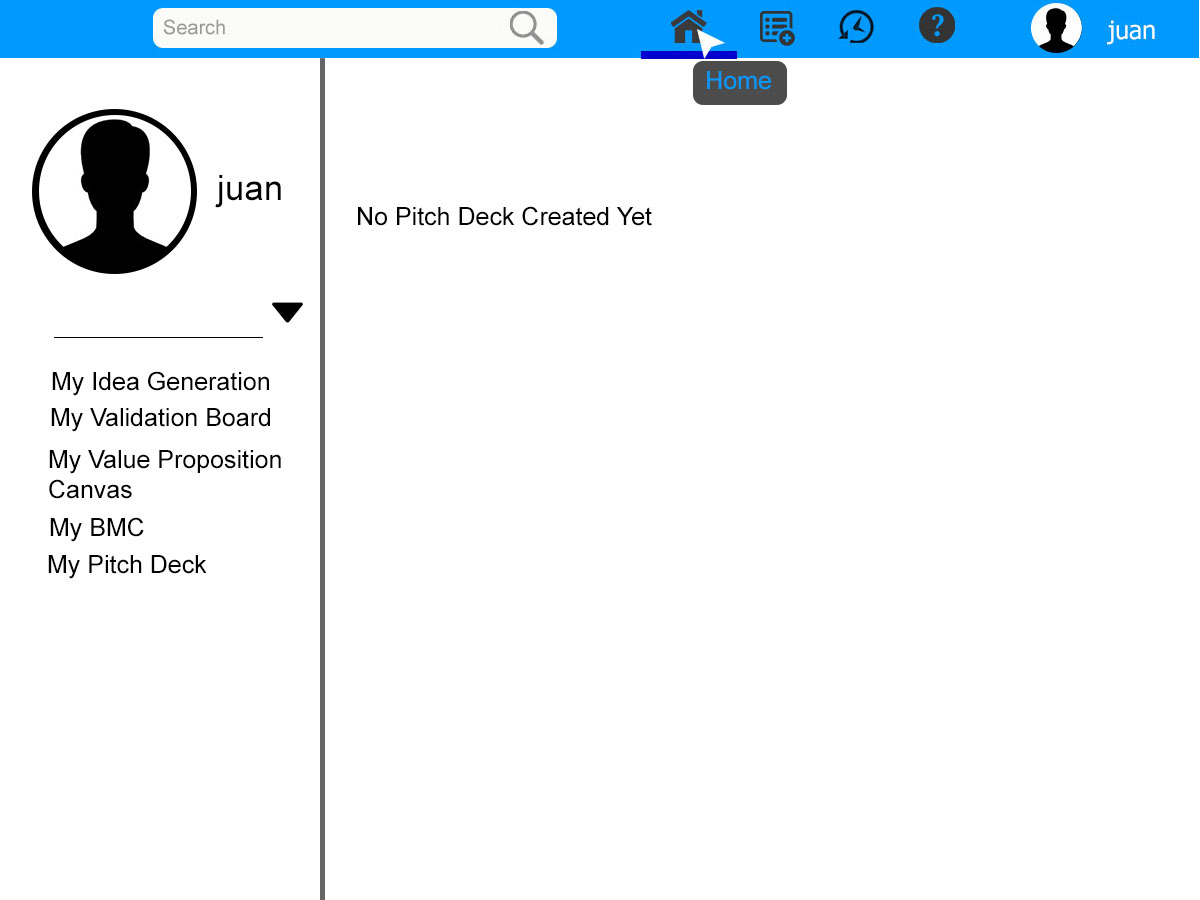 Search
juan
Home
juan
No Pitch Deck Created Yet
My Idea Generation
My Validation Board
My Value Proposition
Canvas
My BMC
My Pitch Deck